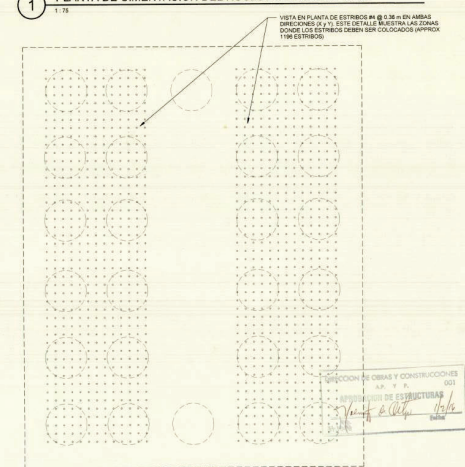 1
1 : 75
VISTA EN PLANTA DE ESTRIBOS #4 @ 0.36 m EN AMBAS
DIRECCIONES (X y Y). ESTE DETALLE MUESTRA LAS ZONAS
DONDE LOS ESTRIBOS DEBEN SER COLOCADOS (APPROX
1196 ESTRIBOS)
DIRECCION DE OBRAS Y CONSTRUCCIONES
A.P. Y P. 001
APROBACION DE ESTRUCTURAS
Fecha